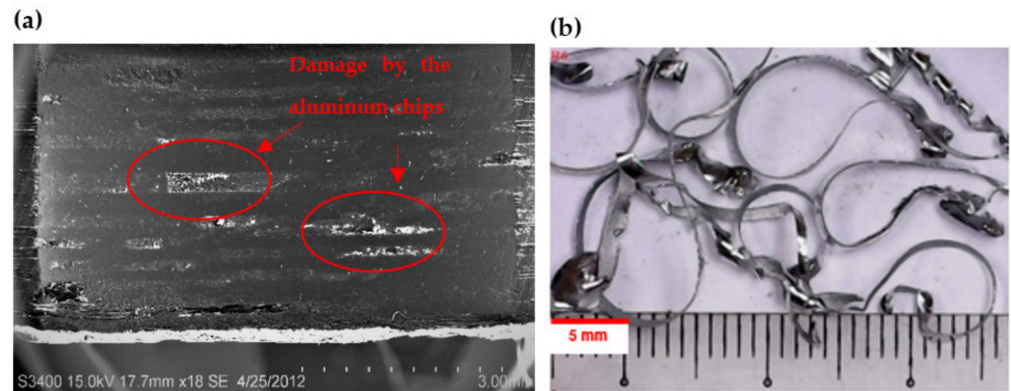 (a)
(b)
Damage by the
aluminum chips
S3400 15.0kV 17.7mm x18 SE 4/25/2012
3.00mm
5 mm